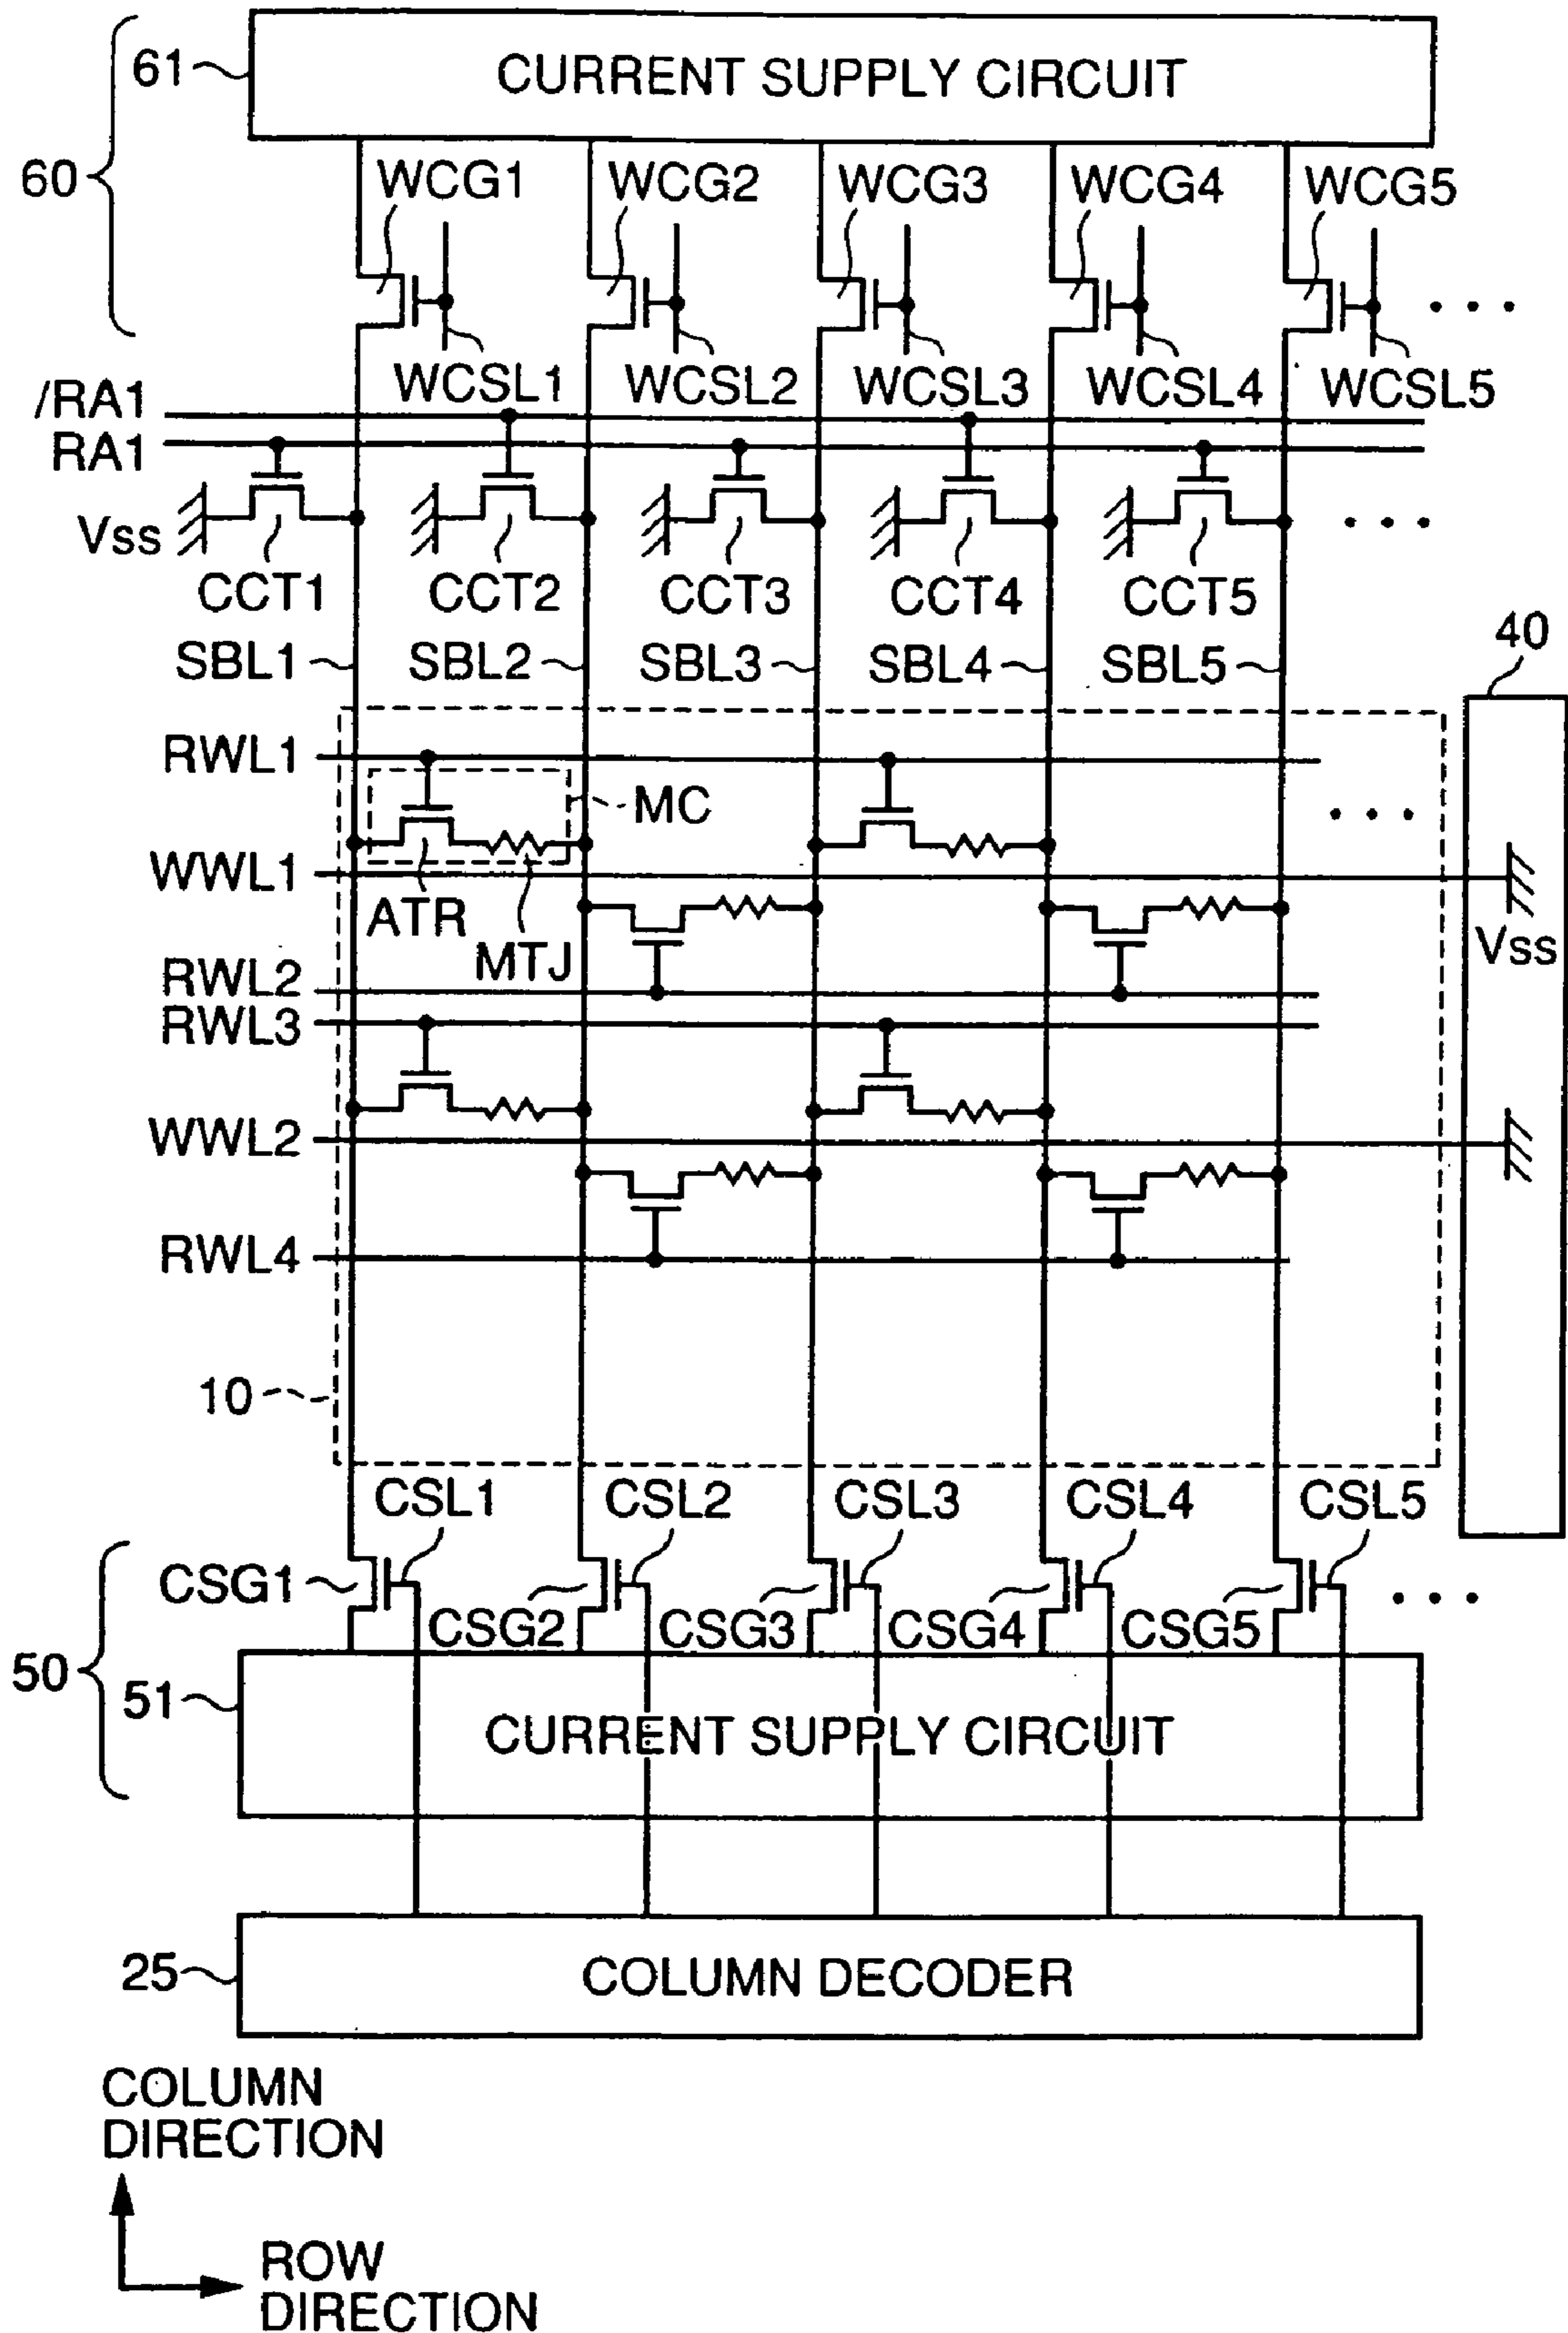 61
CURRENT SUPPLY CIRCUIT
60
WCG1 WCG2 WCG3 WCG4 WCG5
WCSL1 WCSL2 WCSL3 WCSL4 WCSL5
/RA1
RA1
Vss
CCT1 CCT2 CCT3 CCT4 CCT5
SBL1 SBL2 SBL3 SBL4 SBL5
40
RWL1
MC
WWL1
ATR
MTJ
Vss
RWL2
RWL3
WWL2
RWL4
10
CSL1 CSL2 CSL3 CSL4 CSL5
CSG1 CSG2 CSG3 CSG4 CSG5
50
51
CURRENT SUPPLY CIRCUIT
25
COLUMN DECODER
COLUMN
DIRECTION
ROW
DIRECTION